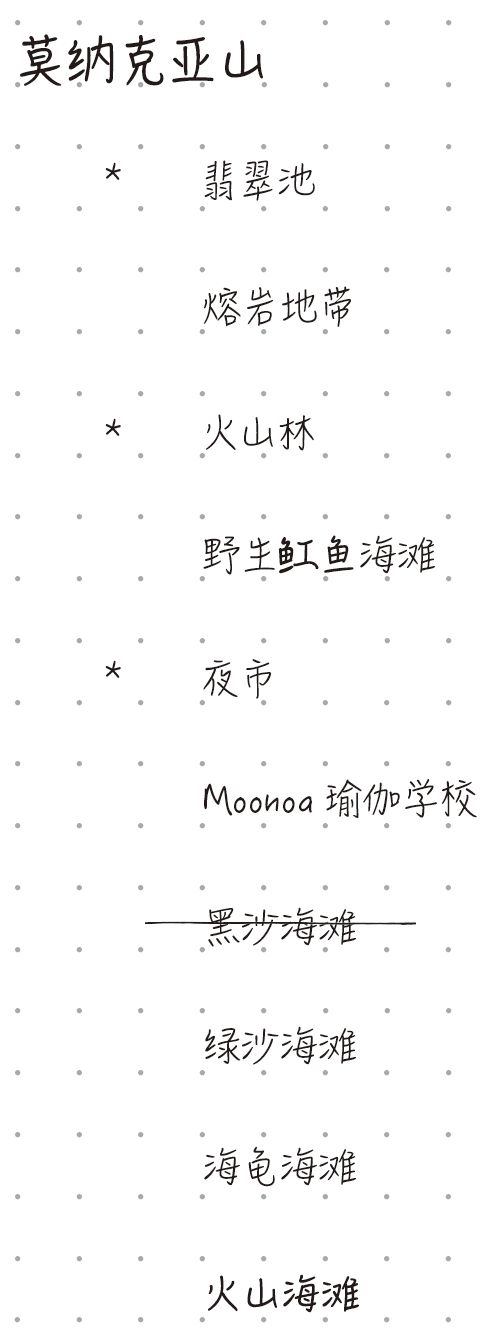 莫纳克亚山
* 翡翠池
熔岩地带
* 火山林
野生魟鱼海滩
* 夜市
Moonoa 瑜伽学校
黑沙海滩
绿沙海滩
海龟海滩
火山海滩